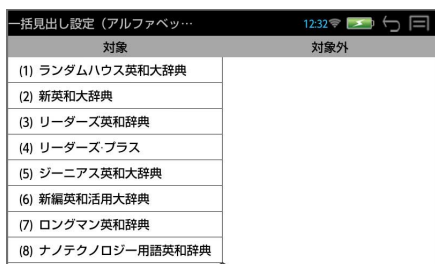 一括見出し設定（アルファベッ… 12:32
対象 対象外
(1) ランダムハウス英和大辞典
(2) 新英和大辞典
(3) リーダーズ英和辞典
(4) リーダーズ・プラス
(5) ジーニアス英和大辞典
(6) 新編英和活用大辞典
(7) ロングマン英和辞典
(8) ナノテクノロジー用語英和辞典